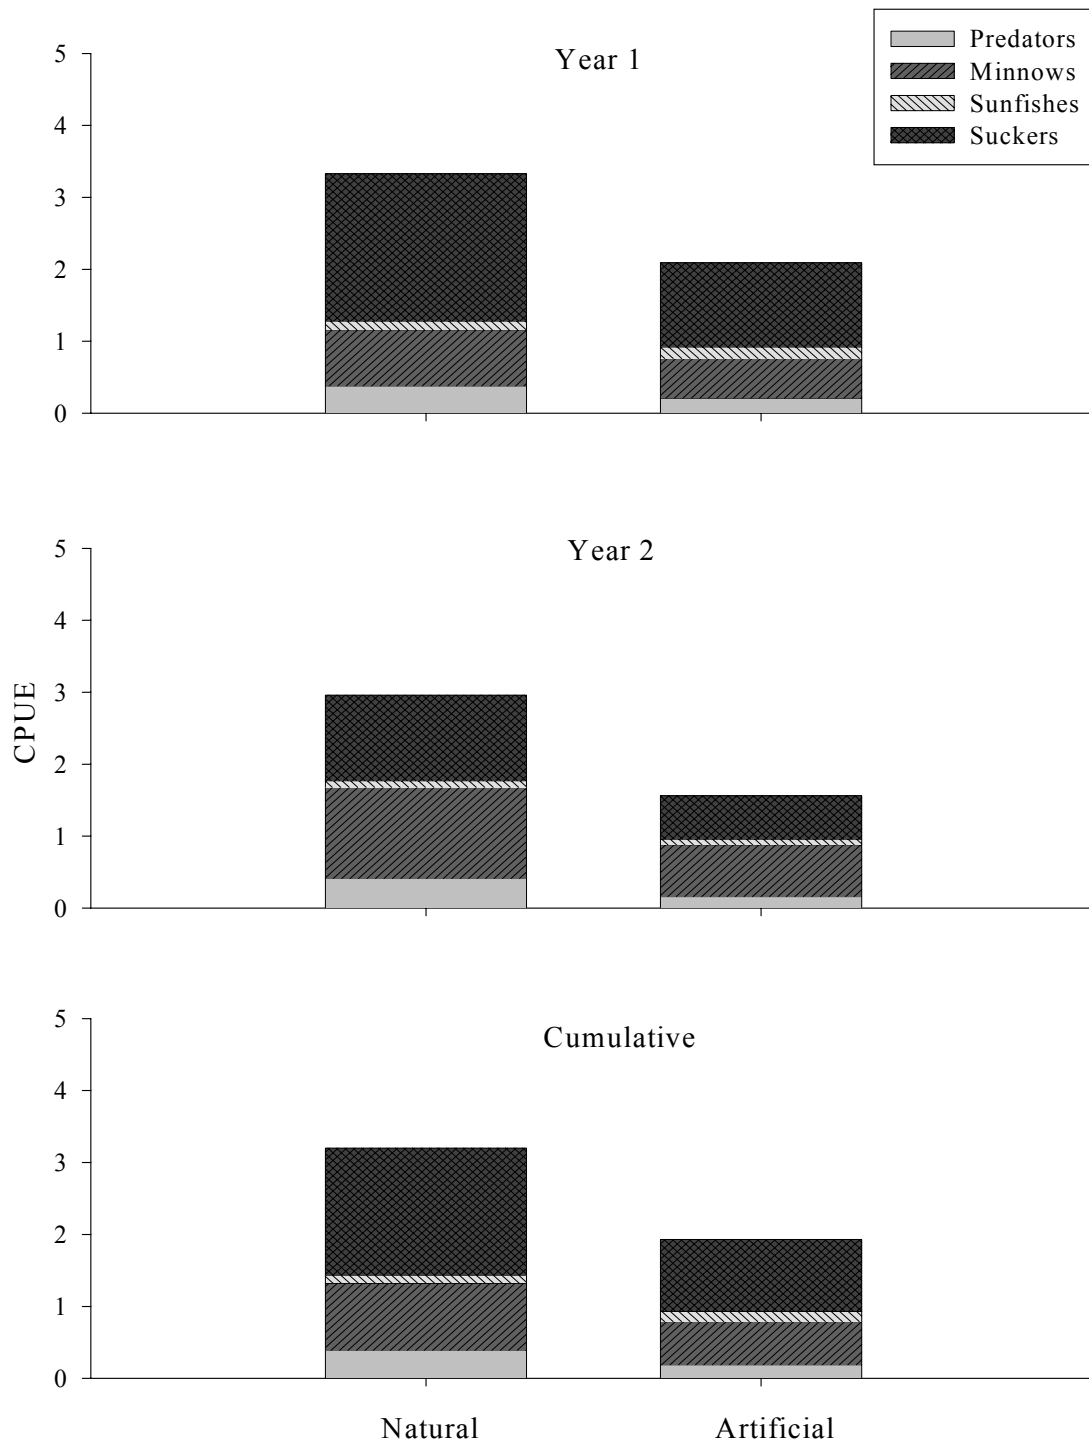 Predators
Minnows
Sunfishes
Suckers
Year 1
5
4
3
2
1
0
Year 2
5
4
3
2
1
0
CPUE
Cumulative
5
4
3
2
1
0
Natural Artificial